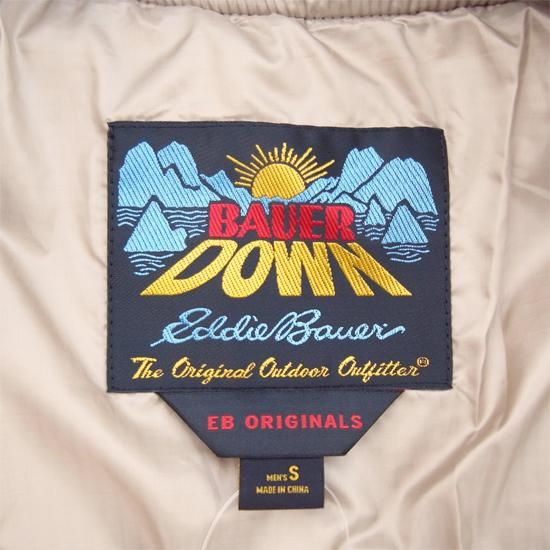 BAUER
DOWN
Eddie Bauer
The Original Outdoor Outfitter
EB ORIGINALS
MEN'S S
MADE IN CHINA